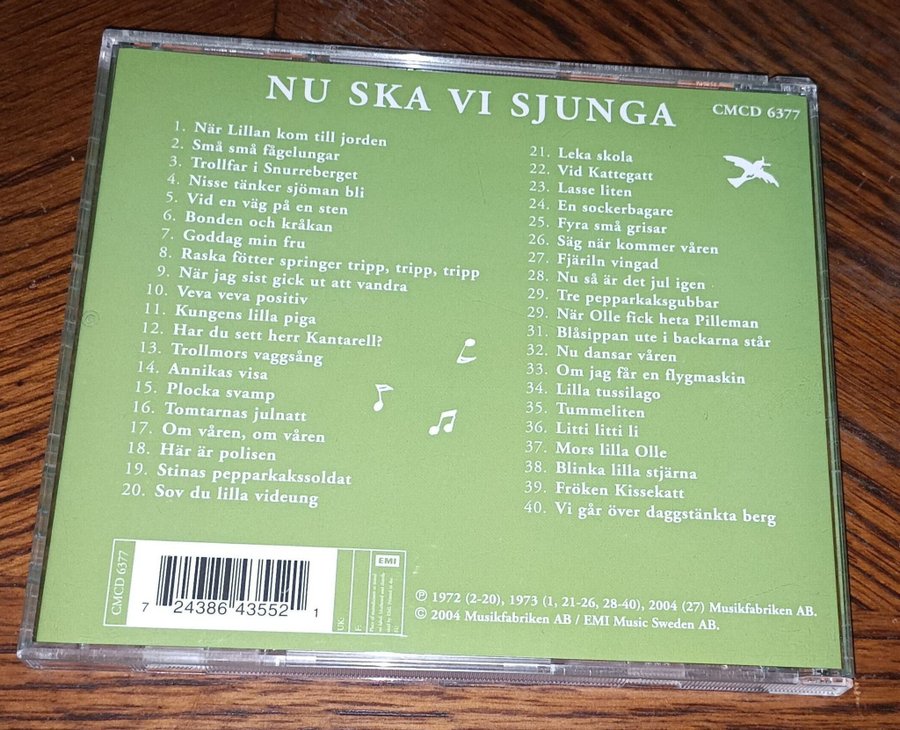 NU SKA VI SJUNGA
CMCD 6377
1. När Lillan kom till jorden
2. Små små fågelungar
3. Trollfar i Snurreberget
4. Nisse tänker sjöman bli
5. Vid en väg på en sten
6. Bonden och kråkan
7. Goddag min fru
8. Raska fötter springer tripp, tripp, tripp
9. När jag sist gick ut att vandra
10. Veva veva positiv
11. Kungens lilla piga
12. Har du sett herr Kantarell?
13. Trollmors vaggsång
14. Annikas visa
15. Plocka svamp
16. Tomtarnas julnatt
17. Om våren, om våren
18. Här är polisen
19. Stinas pepparkakssoldat
20. Sov du lilla videung
21. Leka skola
22. Vid Kattegatt
23. Lasse liten
24. En sockerbagare
25. Fyra små grisar
26. Säg når kommer våren
27. Fjäriln vingad
28. Nu så är det jul igen
29. Tre pepparkaksgubbar
29. När Olle fick heta Pilleman
31. Blåsippan ute i backarna står
32. Nu dansar våren
33. Om jag får en flygmaskin
34. Lilla tussilago
35. Tummeliten
36. Litti litti li
37. Mors lilla Olle
38. Blinka lilla stjärna
39. Fröken Kissekatt
40. Vi går över daggstänkta berg
CMCD 6377
7 24386 43552 1
UK:
F:
EMI
℗ 1972 (2-20), 1973 (1, 21-26, 28-40), 2004 (27) Musikfabriken AB.
© 2004 Musikfabriken AB / EMI Music Sweden AB.